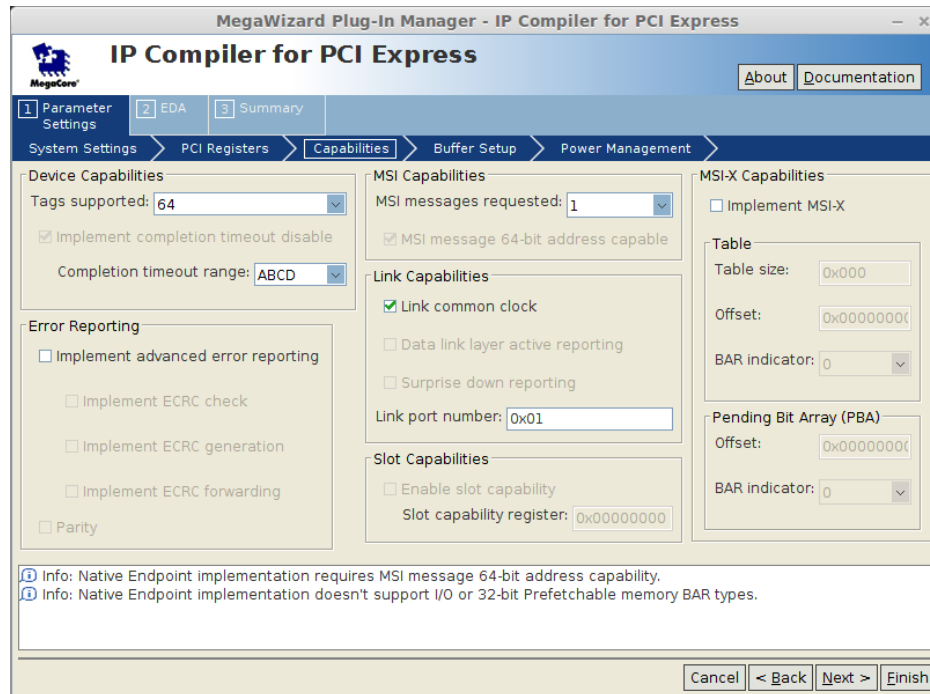 MegaWizard Plug-In Manager - IP Compiler for PCI Express
IP Compiler for PCI Express
MegaCore®
About
Documentation
1 Parameter Settings
2 EDA
3 Summary
System Settings
PCI Registers
Capabilities
Buffer Setup
Power Management
Device Capabilities
Tags supported: 64
Implement completion timeout disable
Completion timeout range: ABCD
Error Reporting
Implement advanced error reporting
Implement ECRC check
Implement ECRC generation
Implement ECRC forwarding
Parity
MSI Capabilities
MSI messages requested: 1
MSI message 64-bit address capable
Link Capabilities
Link common clock
Data link layer active reporting
Surprise down reporting
Link port number: 0x01
Slot Capabilities
Enable slot capability
Slot capability register: 0x00000000
MSI-X Capabilities
Implement MSI-X
Table
Table size: 0x000
Offset: 0x0000000
BAR indicator: 0
Pending Bit Array (PBA)
Offset: 0x0000000
BAR indicator: 0
Info: Native Endpoint implementation requires MSI message 64-bit address capability.
Info: Native Endpoint implementation doesn't support I/O or 32-bit Prefetchable memory BAR types.
Cancel
< Back
Next >
Finish